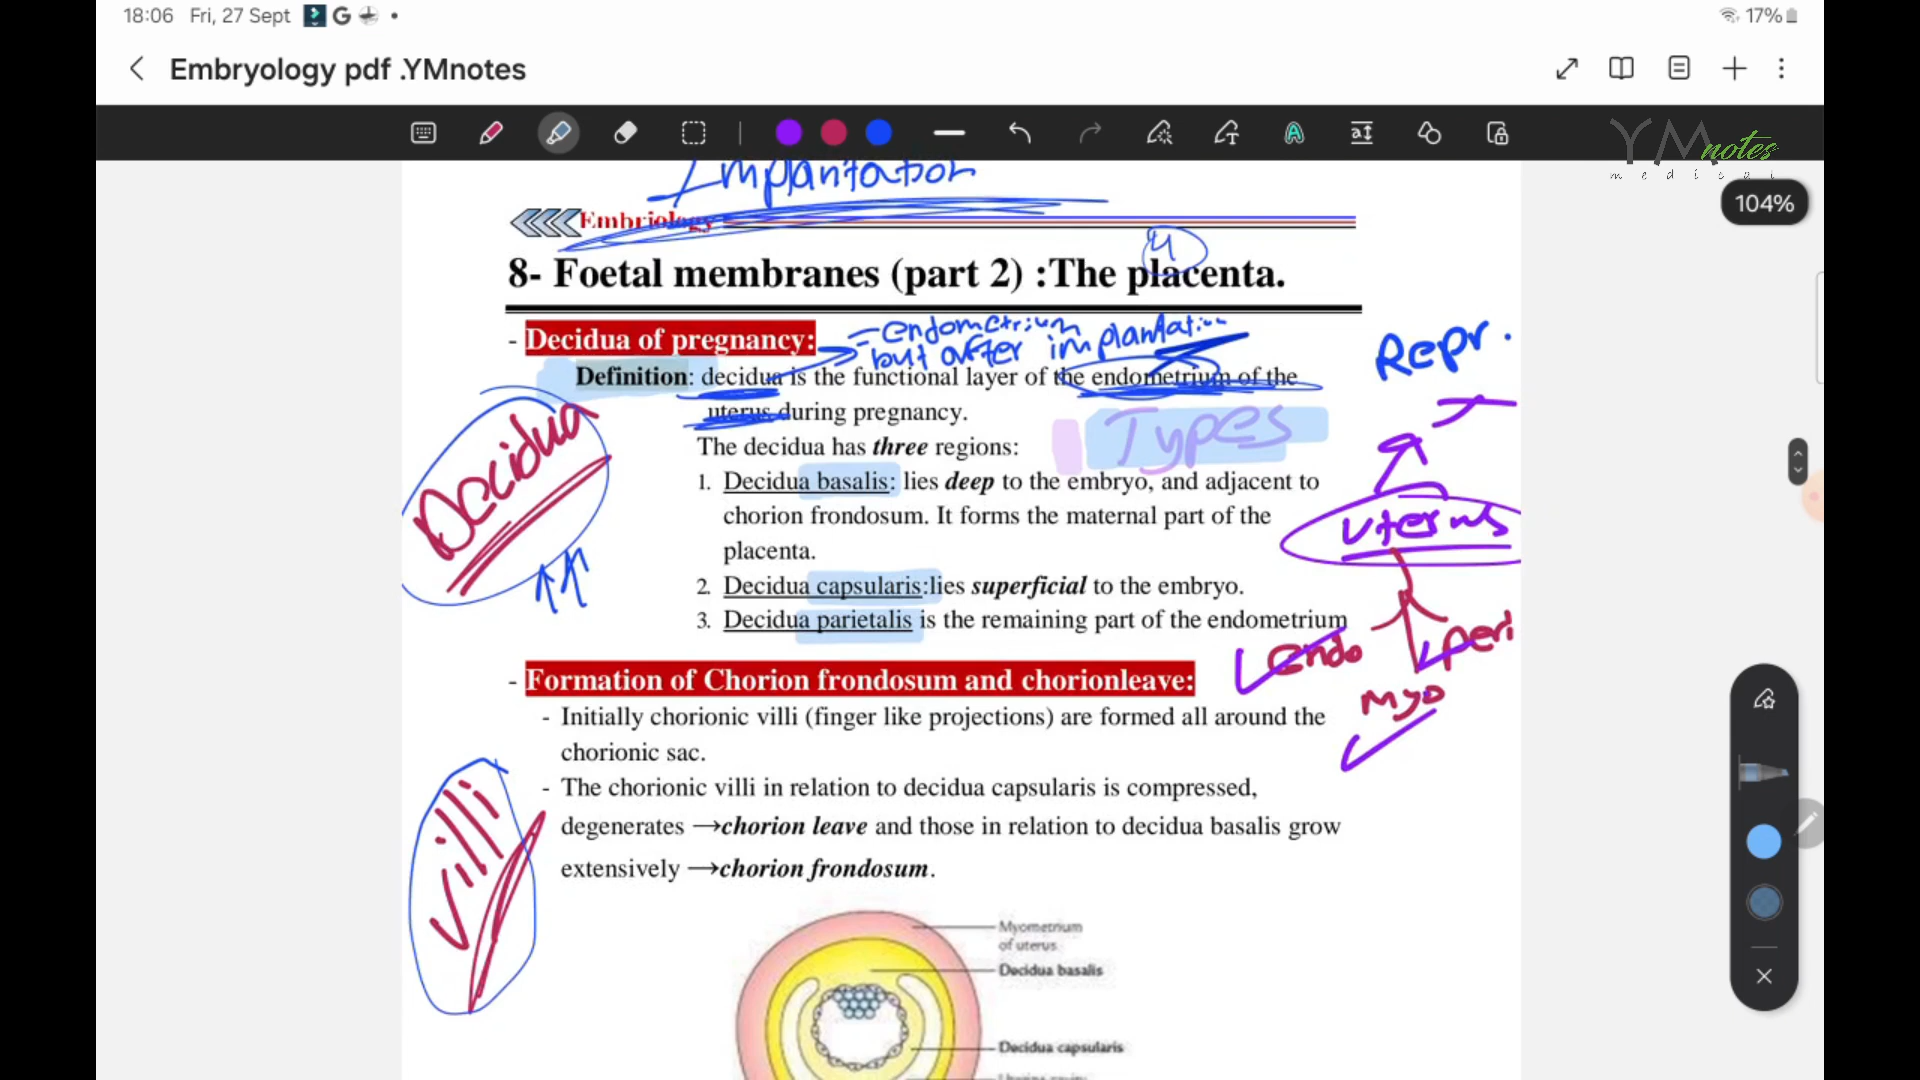 18:06 Fri, 27 Sept G
17%
Embryology pdf .YMnotes
YM notes
medical
104%
Implantation
Embriology
4
8- Foetal membranes (part 2) :The placenta.
- Decidua of pregnancy:
- endometrium
- but after implantation
Repr.
Definition: decidua is the functional layer of the endometrium of the
uterus during pregnancy.
Types
Decidua
The decidua has three regions:
1. Decidua basalis: lies deep to the embryo, and adjacent to
chorion frondosum. It forms the maternal part of the
placenta.
uterus
2. Decidua capsularis:lies superficial to the embryo.
3. Decidua parietalis is the remaining part of the endometrium
endo
peri
myo
- Formation of Chorion frondosum and chorionleave:
- Initially chorionic villi (finger like projections) are formed all around the
chorionic sac.
- The chorionic villi in relation to decidua capsularis is compressed,
degenerates →chorion leave and those in relation to decidua basalis grow
extensively →chorion frondosum.
villi
Myometrium
of uterus
Decidua basalis
Decidua capsularis